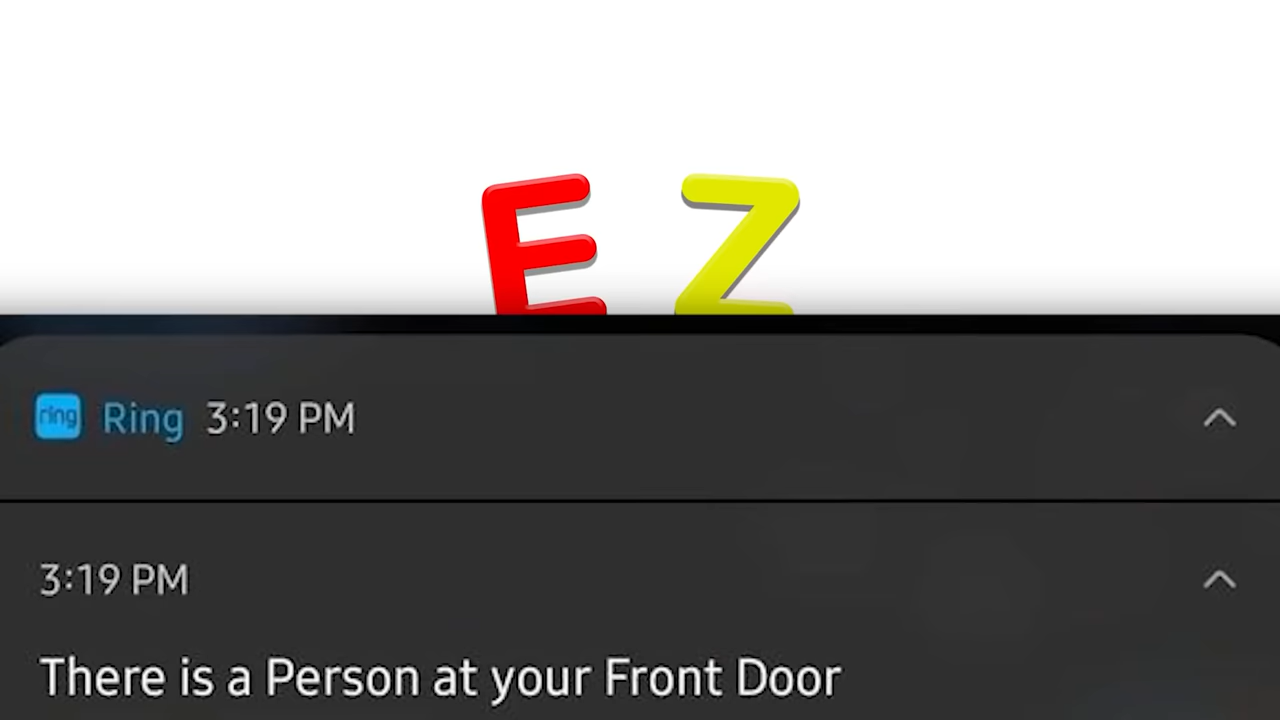 E Z
ring Ring 3:19 PM
3:19 PM
There is a Person at your Front Door